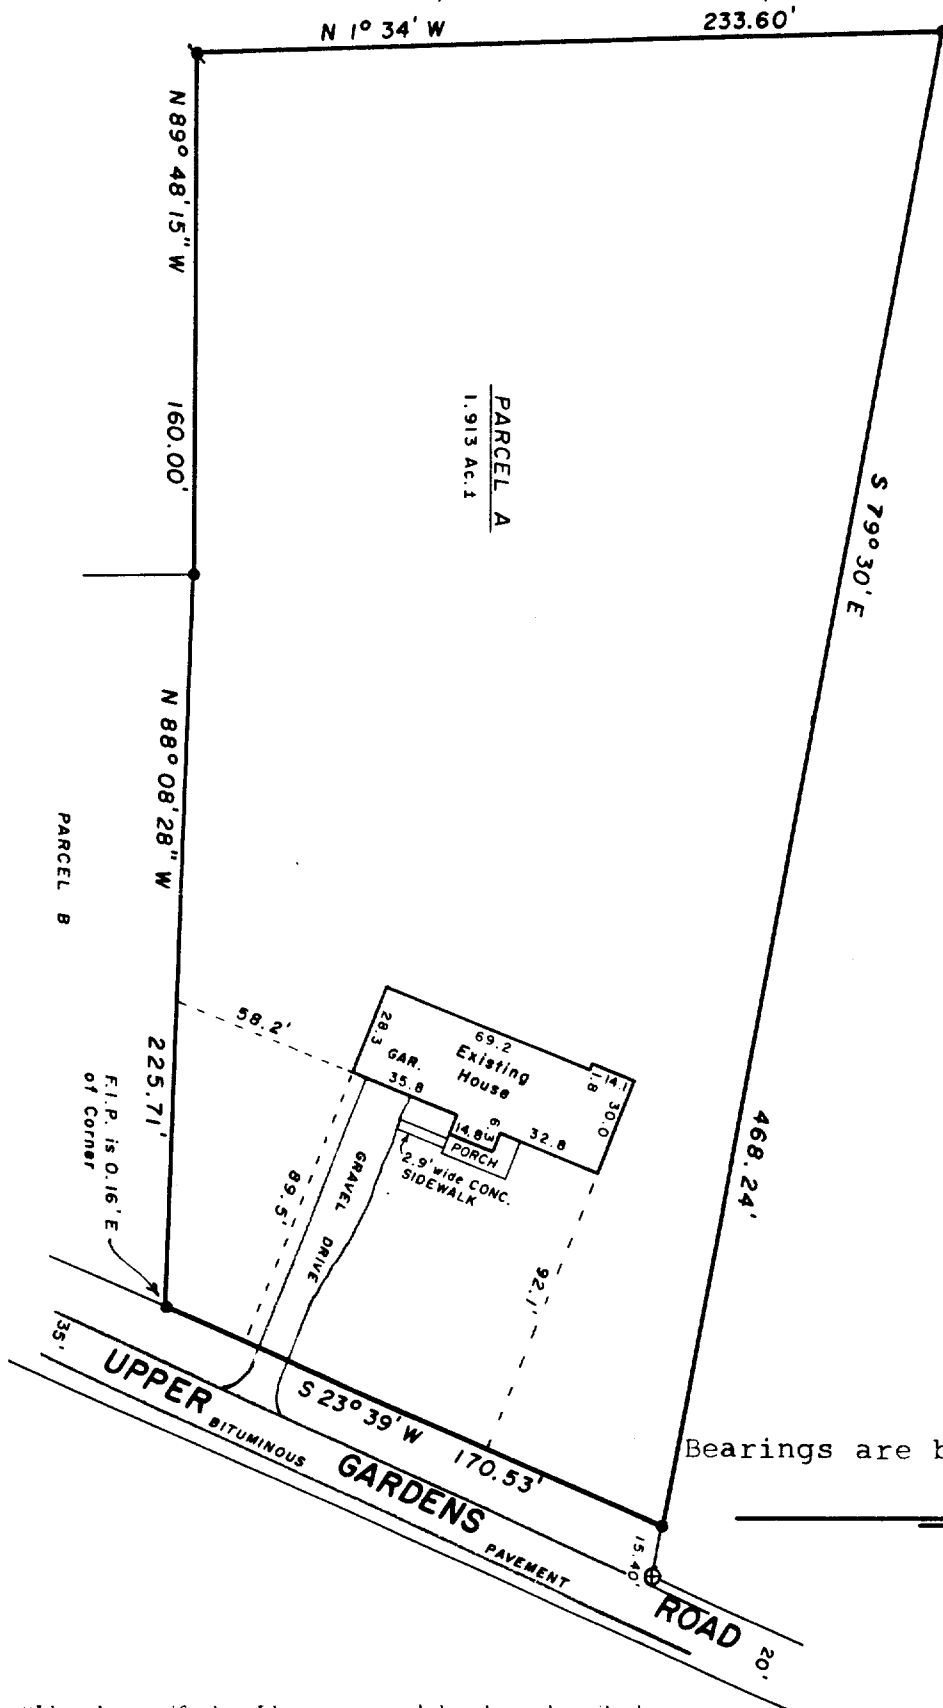 N 1° 34' W
233.60'
N 89° 48' 15" W
160.00'
PARCEL A
1.913 Ac.±
S 79° 30' E
N 88° 08' 28" W
PARCEL B
58.2'
28.3
69.2
Existing
House
GAR.
35.8
1.8
14.1
30.0
14.8
6.3
32.8
PORCH
2.9' wide CONC.
SIDEWALK
225.71'
468.24'
F.I.P. is 0.16' E
of Corner
GRAVEL DRIVE
89.5'
92.1'
35'
S 23° 39' W
170.53'
UPPER GARDENS ROAD
BITUMINOUS PAVEMENT
15.40'
20'
Bearings are b